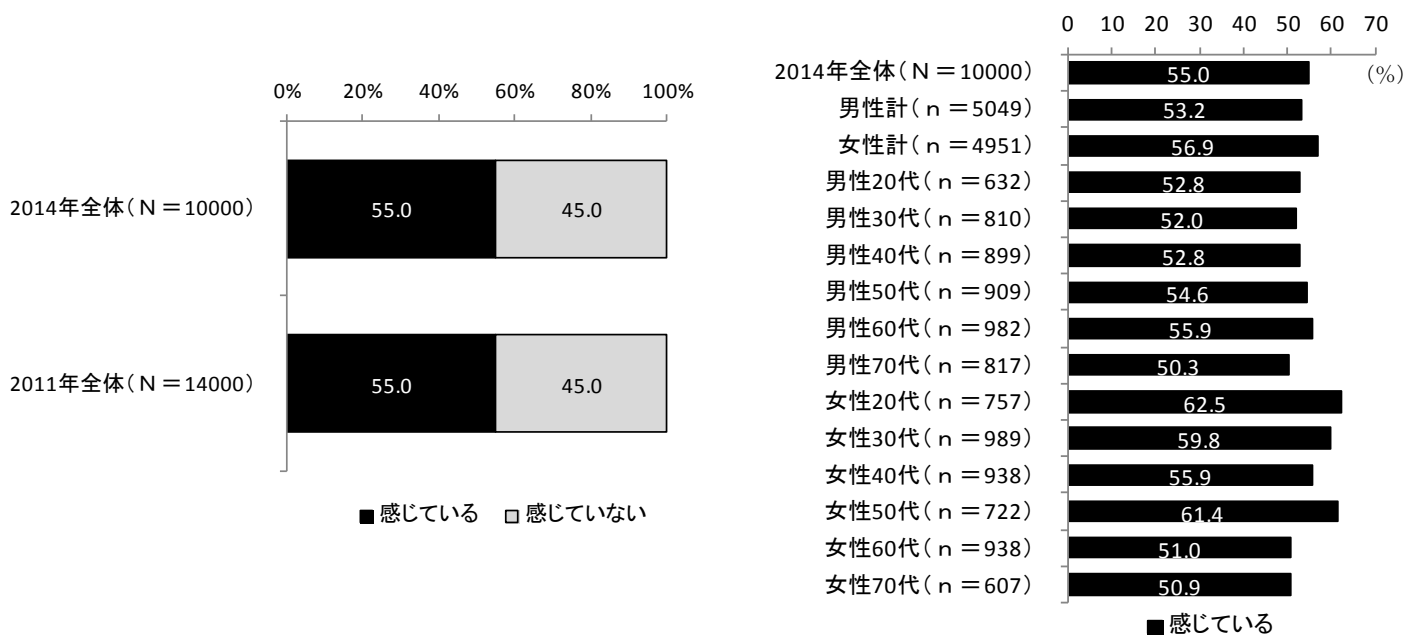 0% 20% 40% 60% 80% 100%
2014年全体(N=10000) 55.0 45.0
2011年全体(N=14000) 55.0 45.0
■感じている □感じていない
0 10 20 30 40 50 60 70
(%)
2014年全体(N=10000) 55.0
男性計(n=5049) 53.2
女性計(n=4951) 56.9
男性20代(n=632) 52.8
男性30代(n=810) 52.0
男性40代(n=899) 52.8
男性50代(n=909) 54.6
男性60代(n=982) 55.9
男性70代(n=817) 50.3
女性20代(n=757) 62.5
女性30代(n=989) 59.8
女性40代(n=938) 55.9
女性50代(n=722) 61.4
女性60代(n=938) 51.0
女性70代(n=607) 50.9
■感じている